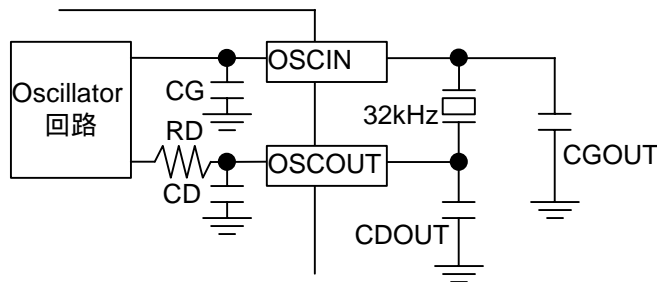 OSCIN
Oscillator
回路
CG
32kHz
RD
OSCOUT
CGOUT
CD
CDOUT